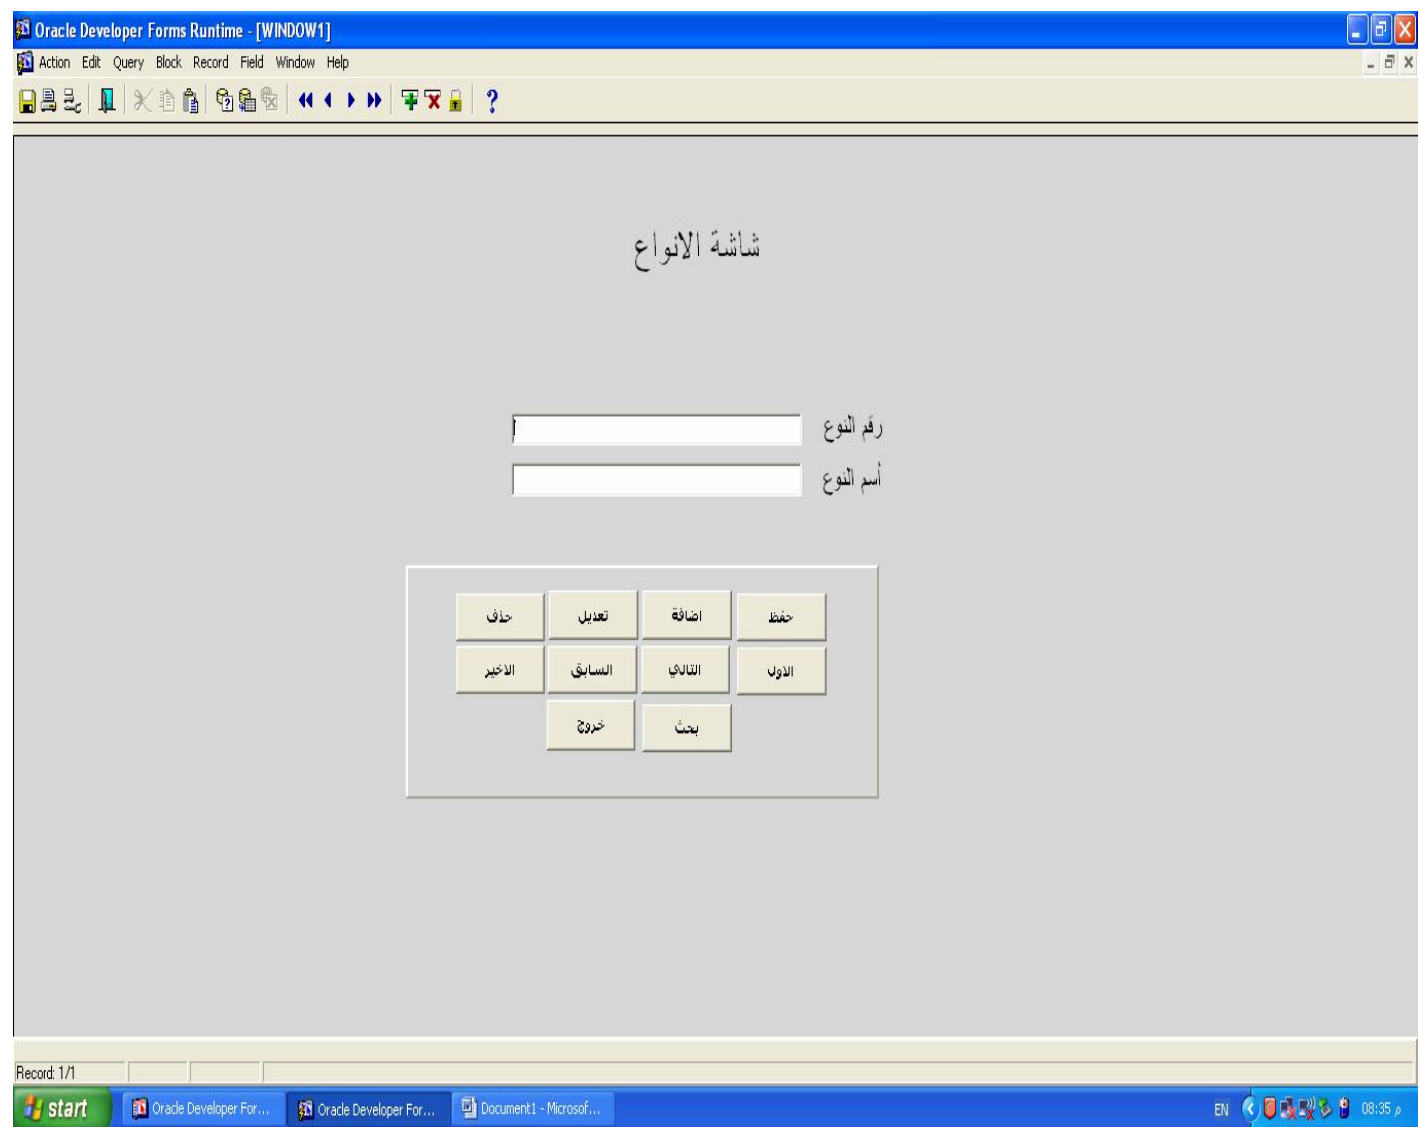 Oracle Developer Forms Runtime - [WINDOW1]
Action Edit Query Block Record Field Window Help
شاشة الانواع
رقم النوع
أسم النوع
حفظ اضافة تعديل حذف
الاول التالي السابق الاخير
بحث خروج
Record: 1/1
start Oracle Developer For... Oracle Developer For... Document1 - Microsof... EN 08:35 م